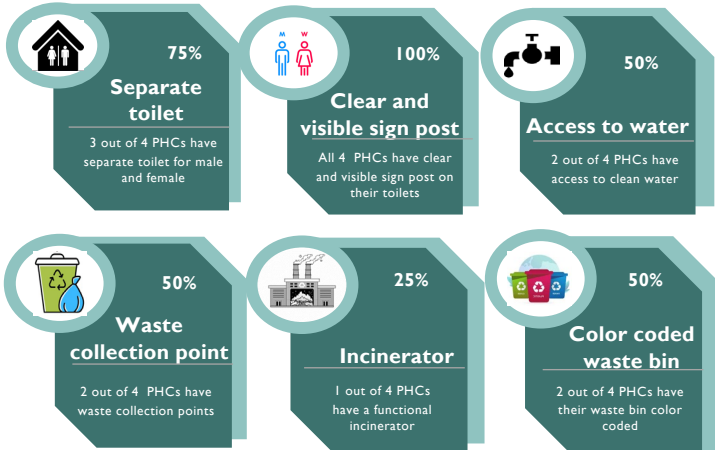 75%
Separate
toilet
3 out of 4 PHCs have
separate toilet for male
and female
M W
100%
Clear and
visible sign post
All 4 PHCs have clear
and visible sign post on
their toilets
50%
Access to water
2 out of 4 PHCs have
access to clean water
50%
Waste
collection point
2 out of 4 PHCs have
waste collection points
25%
Incinerator
1 out of 4 PHCs
have a functional
incinerator
50%
Color coded
waste bin
2 out of 4 PHCs have
their waste bin color
coded